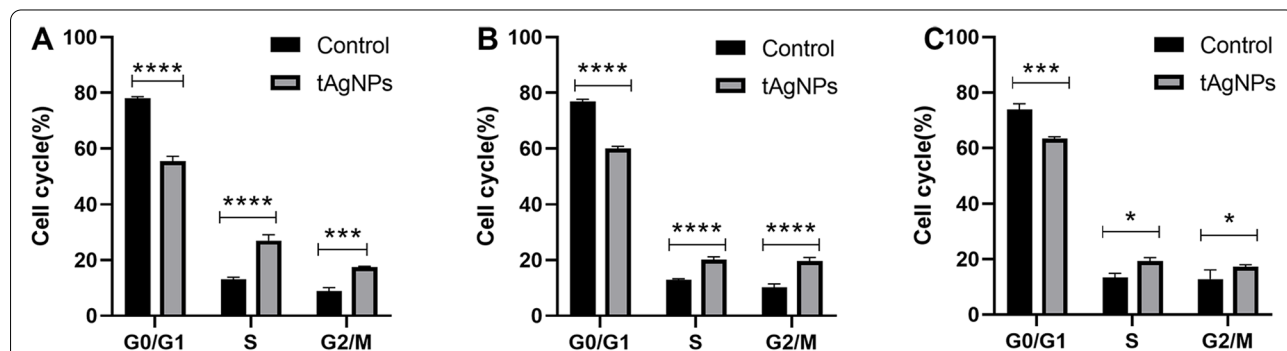 A
Cell cycle(%)
100
80
60
40
20
0
Control
tAgNPs
****
****
***
G0/G1 S G2/M
B
Cell cycle(%)
100
80
60
40
20
0
Control
tAgNPs
****
****
****
G0/G1 S G2/M
C
Cell cycle(%)
100
80
60
40
20
0
Control
tAgNPs
***
*
*
G0/G1 S G2/M